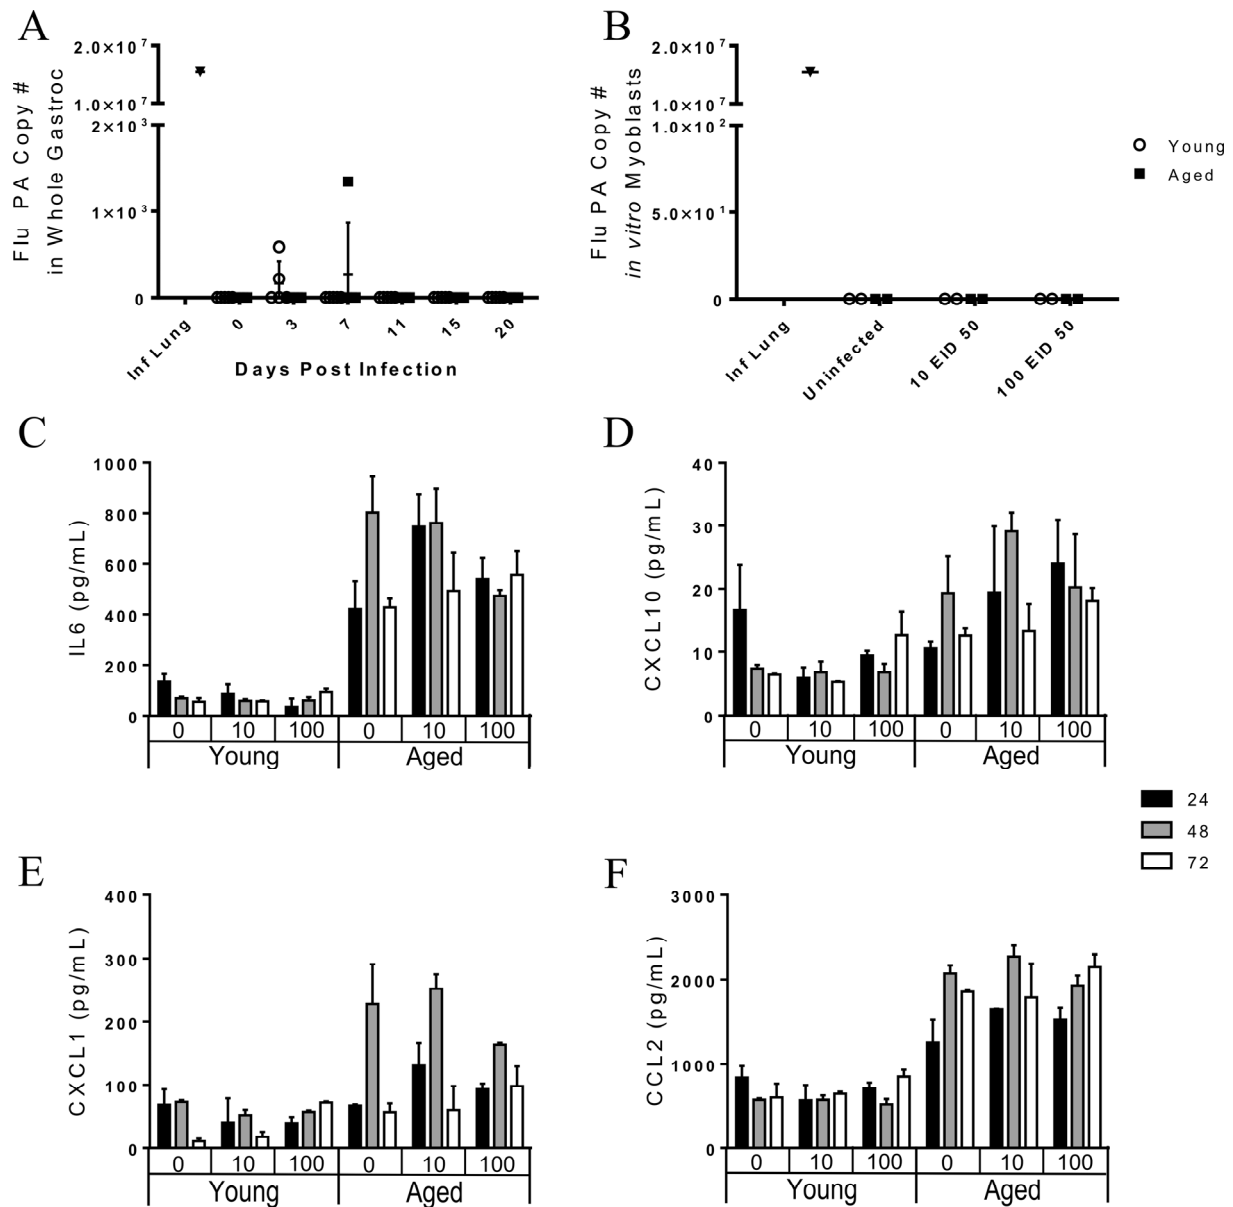 A
Flu PA Copy #
in Whole Gastroc
2.0×10⁷
1.0×10⁷
2×10³
1×10³
0
Inf Lung
0
3
7
11
15
20
Days Post Infection
B
Flu PA Copy #
in vitro Myoblasts
2.0×10⁷
1.0×10⁷
1.0×10²
5.0×10¹
0
Inf Lung
Uninfected
10 EID 50
100 EID 50
Young
Aged
C
IL6 (pg/mL)
1000
800
600
400
200
0
0 10 100 0 10 100
Young Aged
D
CXCL10 (pg/mL)
40
30
20
10
0
0 10 100 0 10 100
Young Aged
24
48
72
E
CXCL1 (pg/mL)
400
300
200
100
0
0 10 100 0 10 100
Young Aged
F
CCL2 (pg/mL)
3000
2000
1000
0
0 10 100 0 10 100
Young Aged